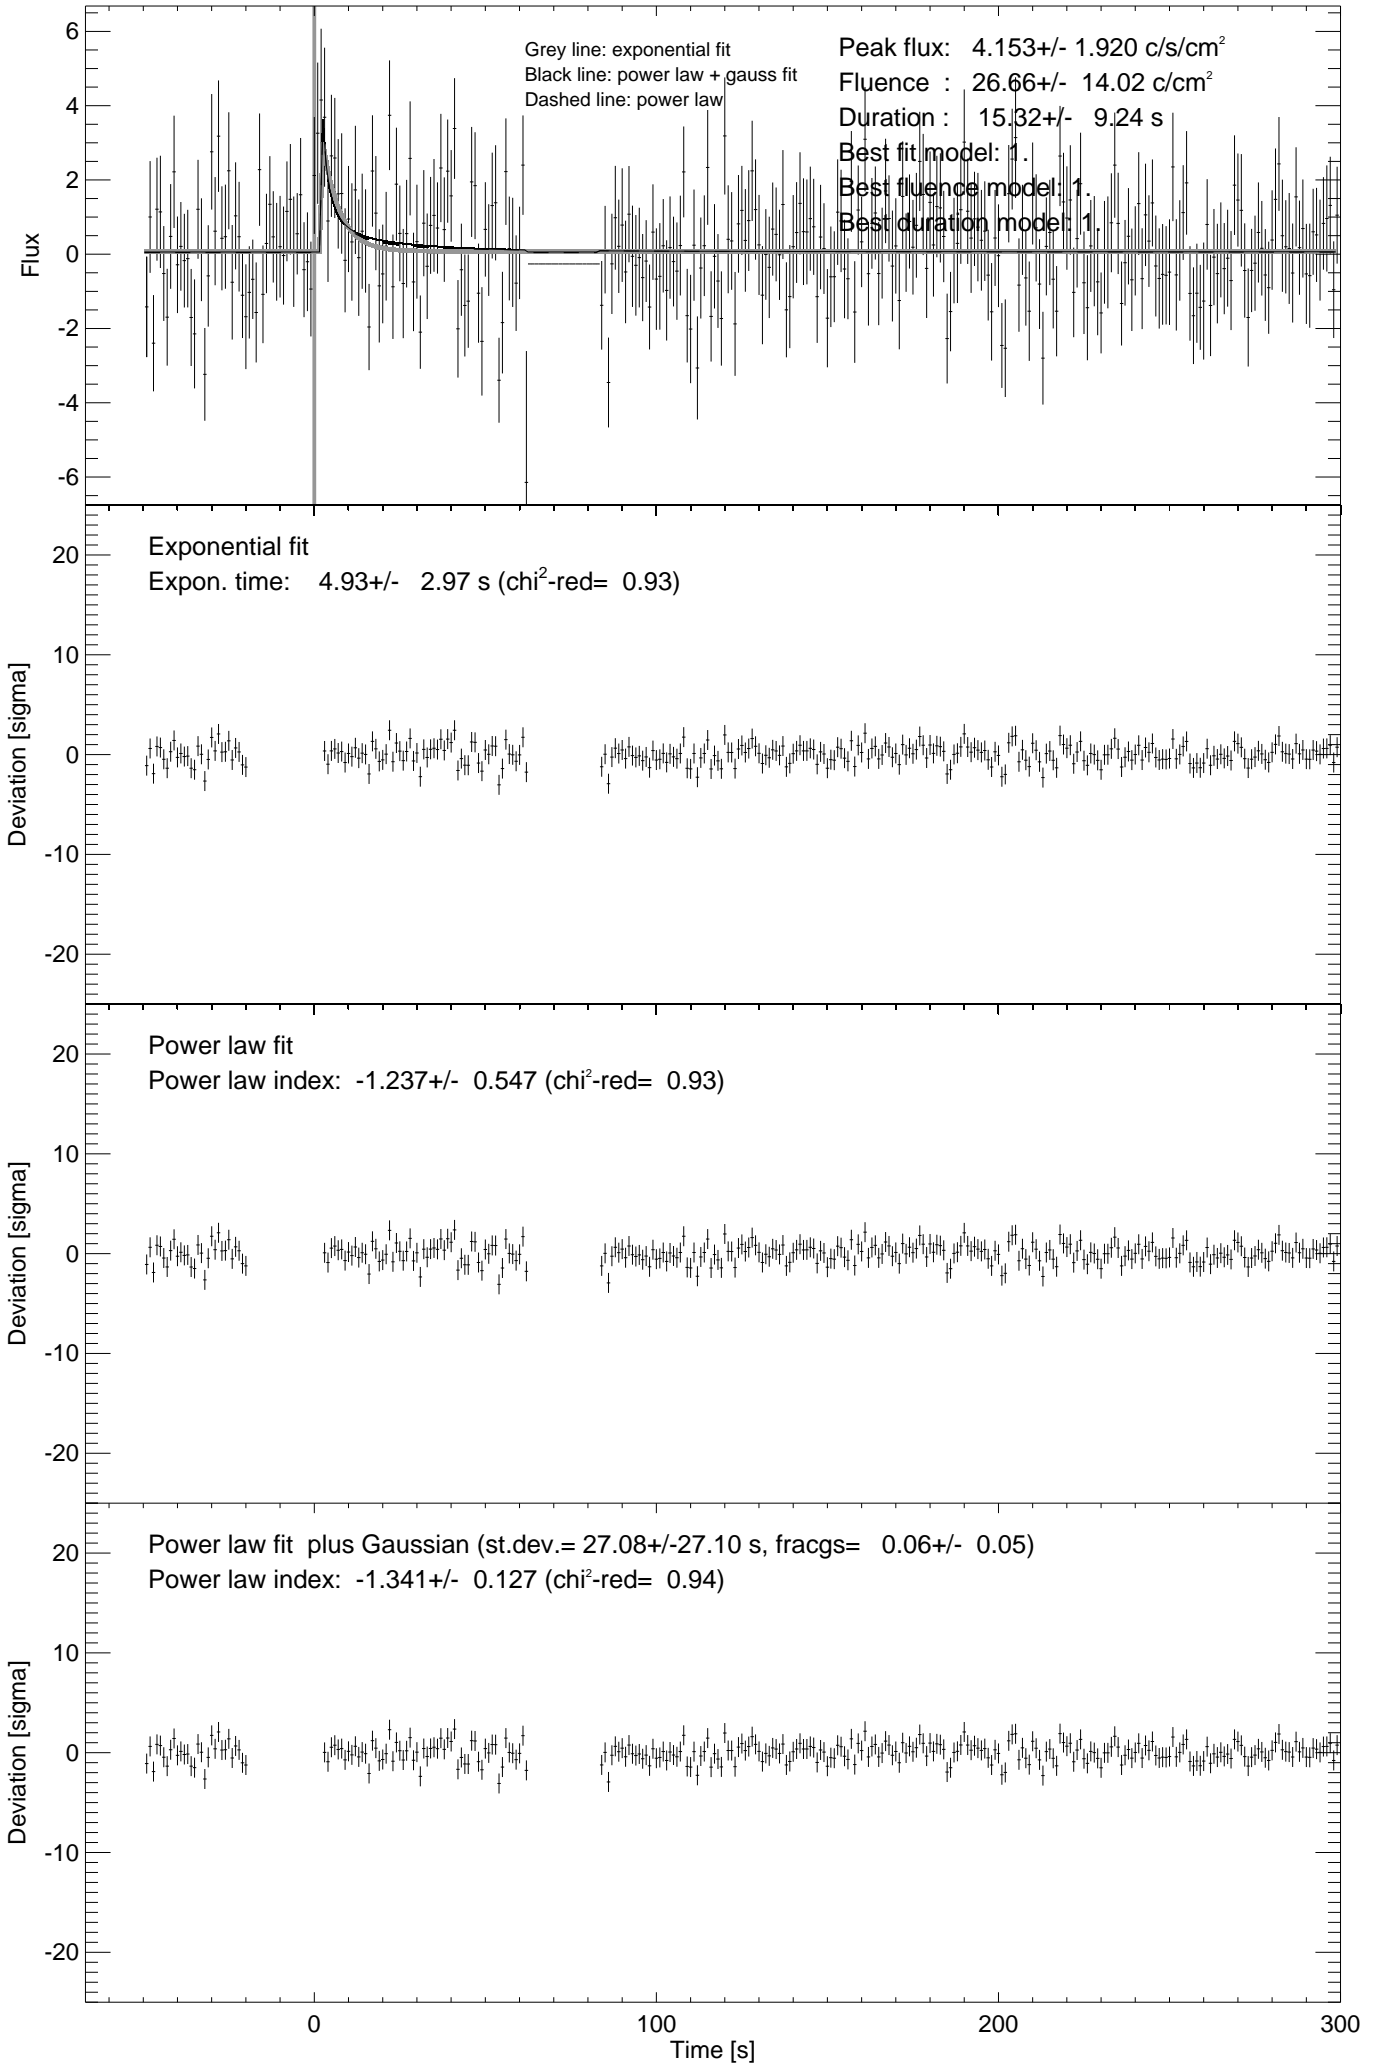 Grey line: exponential fit
Black line: power law + gauss fit
Dashed line: power law
Peak flux: 4.153+/- 1.920 c/s/cm²
Fluence : 26.66+/- 14.02 c/cm²
Duration : 15.32+/- 9.24 s
Best fit model: 1.
Best fluence model: 1.
Best duration model: 1.
6
4
2
0
-2
-4
-6
Flux
Exponential fit
Expon. time: 4.93+/- 2.97 s (chi²-red= 0.93)
20
10
0
-10
-20
Deviation [sigma]
Power law fit
Power law index: -1.237+/- 0.547 (chi²-red= 0.93)
20
10
0
-10
-20
Deviation [sigma]
Power law fit plus Gaussian (st.dev.= 27.08+/-27.10 s, fracgs= 0.06+/- 0.05)
Power law index: -1.341+/- 0.127 (chi²-red= 0.94)
20
10
0
-10
-20
Deviation [sigma]
0 100 200 300
Time [s]